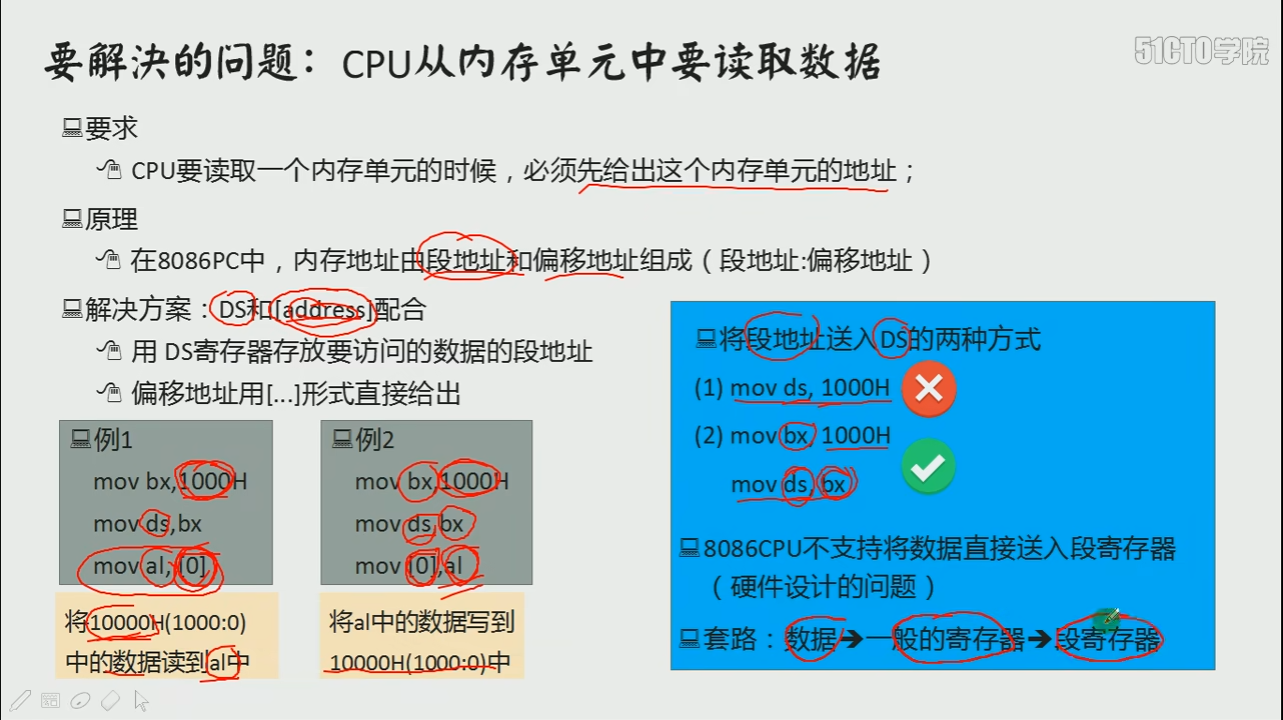 要解决的问题：CPU从内存单元中要读取数据
51CTO学院
要求
CPU要读取一个内存单元的时候，必须先给出这个内存单元的地址；
原理
在8086PC中，内存地址由段地址和偏移地址组成（段地址:偏移地址）
解决方案：DS和[address]配合
用 DS寄存器存放要访问的数据的段地址
偏移地址用[...]形式直接给出
例1
mov bx,1000H
mov ds,bx
mov al, [0]
将10000H(1000:0)
中的数据读到al中
例2
mov bx,1000H
mov ds,bx
mov [0],al
将al中的数据写到
10000H(1000:0)中
将段地址送入DS的两种方式
(1) mov ds, 1000H
(2) mov bx, 1000H
mov ds, bx
8086CPU不支持将数据直接送入段寄存器
（硬件设计的问题）
套路：数据➔一般的寄存器➔段寄存器